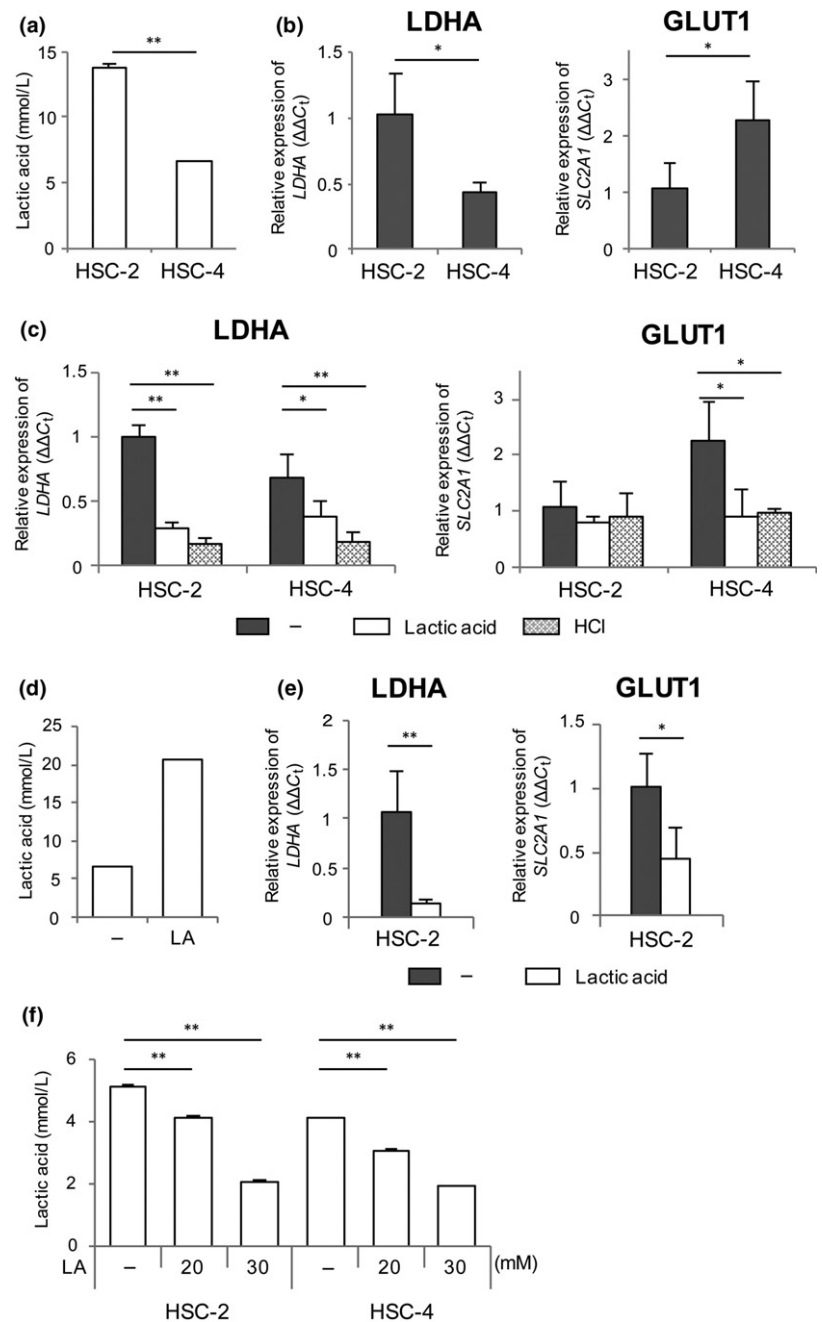 (a)
**
Lactic acid (mmol/L)
15
10
5
0
HSC-2 HSC-4
(b)
LDHA
*
Relative expression of
LDHA (ΔΔCt)
1.5
1
0.5
0
HSC-2 HSC-4
GLUT1
*
Relative expression of
SLC2A1 (ΔΔCt)
3
2
1
0
HSC-2 HSC-4
(c)
LDHA
**
**
**
*
Relative expression of
LDHA (ΔΔCt)
1.5
1
0.5
0
HSC-2 HSC-4
GLUT1
*
*
Relative expression of
SLC2A1 (ΔΔCt)
3
2
1
0
HSC-2 HSC-4
– Lactic acid HCl
(d)
Lactic acid (mmol/L)
25
20
15
10
5
0
– LA
(e)
LDHA
**
Relative expression of
LDHA (ΔΔCt)
2
1.5
1
0.5
0
HSC-2
GLUT1
*
Relative expression of
SLC2A1 (ΔΔCt)
1.5
1
0.5
0
HSC-2
– Lactic acid
(f)
**
**
**
**
Lactic acid (mmol/L)
6
4
2
0
LA – 20 30 – 20 30 (mM)
HSC-2 HSC-4